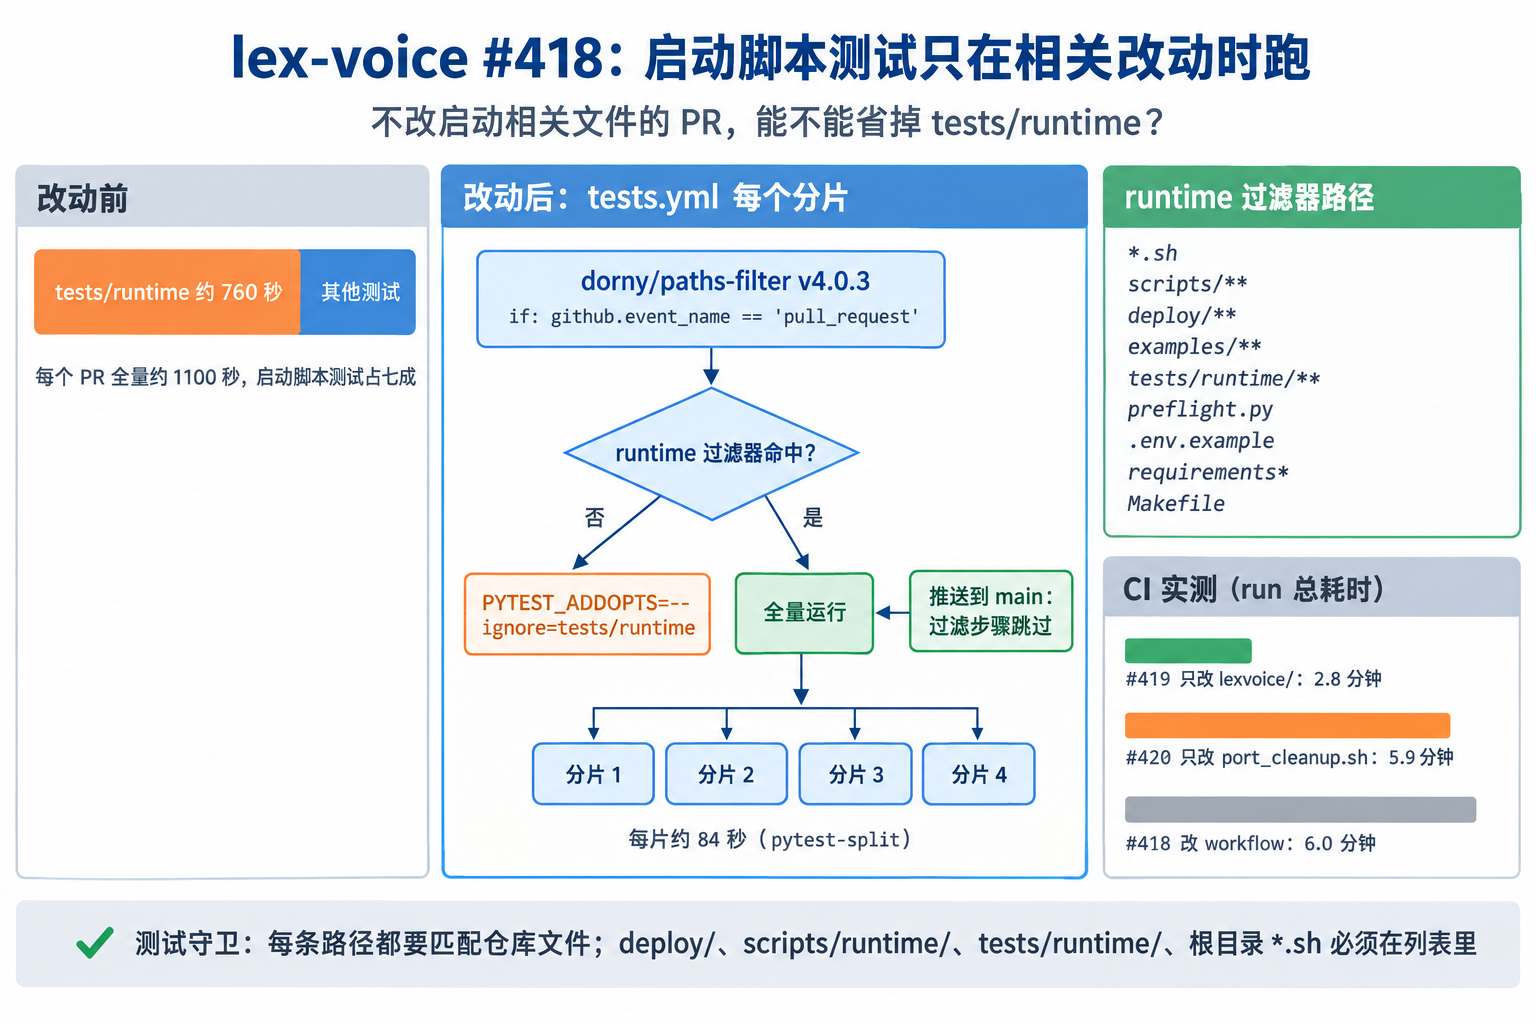 lex-voice #418：启动脚本测试只在相关改动时跑
不改启动相关文件的 PR，能不能省掉 tests/runtime？
改动前
tests/runtime 约 760 秒
其他测试
每个 PR 全量约 1100 秒，启动脚本测试占七成
改动后：tests.yml 每个分片
dorny/paths-filter v4.0.3
if: github.event_name == 'pull_request'
runtime 过滤器命中？
否
是
PYTEST_ADDOPTS=--
ignore=tests/runtime
全量运行
推送到 main：
过滤步骤跳过
分片 1
分片 2
分片 3
分片 4
每片约 84 秒（pytest-split）
runtime 过滤器路径
*.sh
scripts/**
deploy/**
examples/**
tests/runtime/**
preflight.py
.env.example
requirements*
Makefile
CI 实测（run 总耗时）
#419 只改 lexvoice/：2.8 分钟
#420 只改 port_cleanup.sh：5.9 分钟
#418 改 workflow：6.0 分钟
测试守卫：每条路径都要匹配仓库文件；deploy/、scripts/runtime/、tests/runtime/、根目录 *.sh 必须在列表里